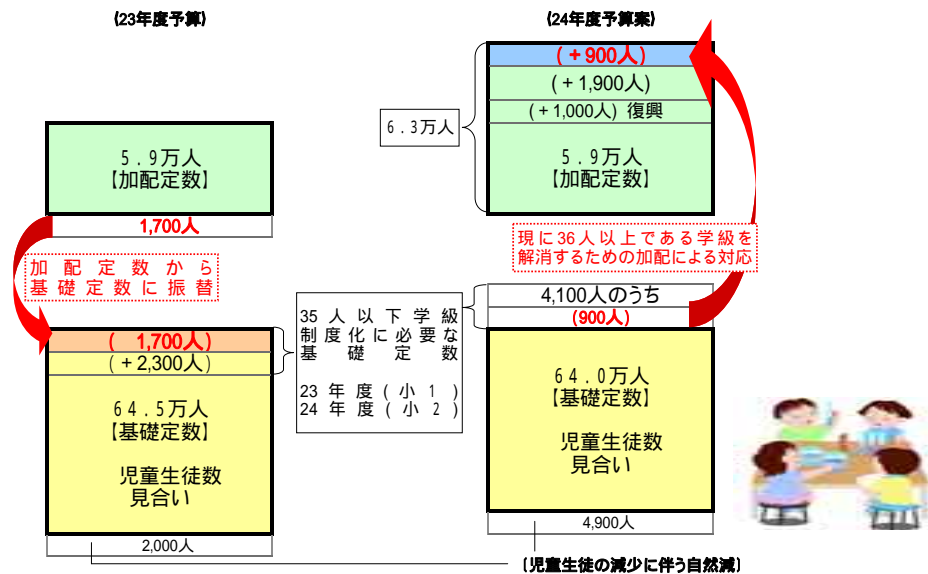 (23年度予算)
5.9万人
【加配定数】
1,700人
加配定数から
基礎定数に振替
( 1,700人)
(+2,300人)
64.5万人
【基礎定数】
児童生徒数
見合い
2,000人
35人以下学級
制度化に必要な
基礎定数
23年度(小1)
24年度(小2)
(24年度予算案)
(+900人)
(+1,900人)
(+1,000人) 復興
6.3万人
5.9万人
【加配定数】
現に36人以上である学級を
解消するための加配による対応
4,100人のうち
(900人)
64.0万人
【基礎定数】
児童生徒数
見合い
4,900人
(児童生徒の減少に伴う自然減)